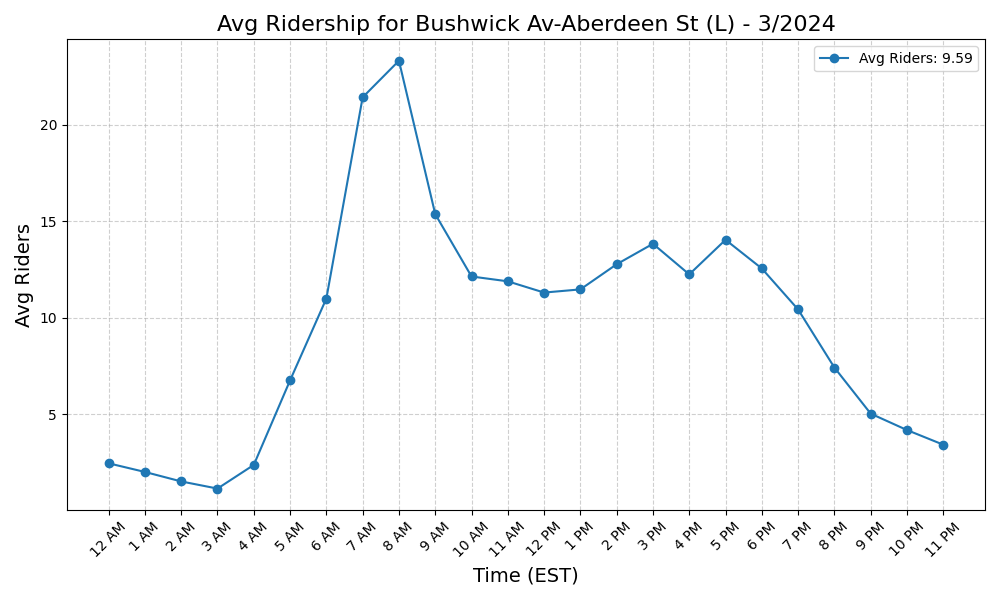 Avg Ridership for Bushwick Av-Aberdeen St (L) - 3/2024
Avg Riders: 9.59
Avg Riders
20
15
10
5
12 AM
1 AM
2 AM
3 AM
4 AM
5 AM
6 AM
7 AM
8 AM
9 AM
10 AM
11 AM
12 PM
1 PM
2 PM
3 PM
4 PM
5 PM
6 PM
7 PM
8 PM
9 PM
10 PM
11 PM
Time (EST)